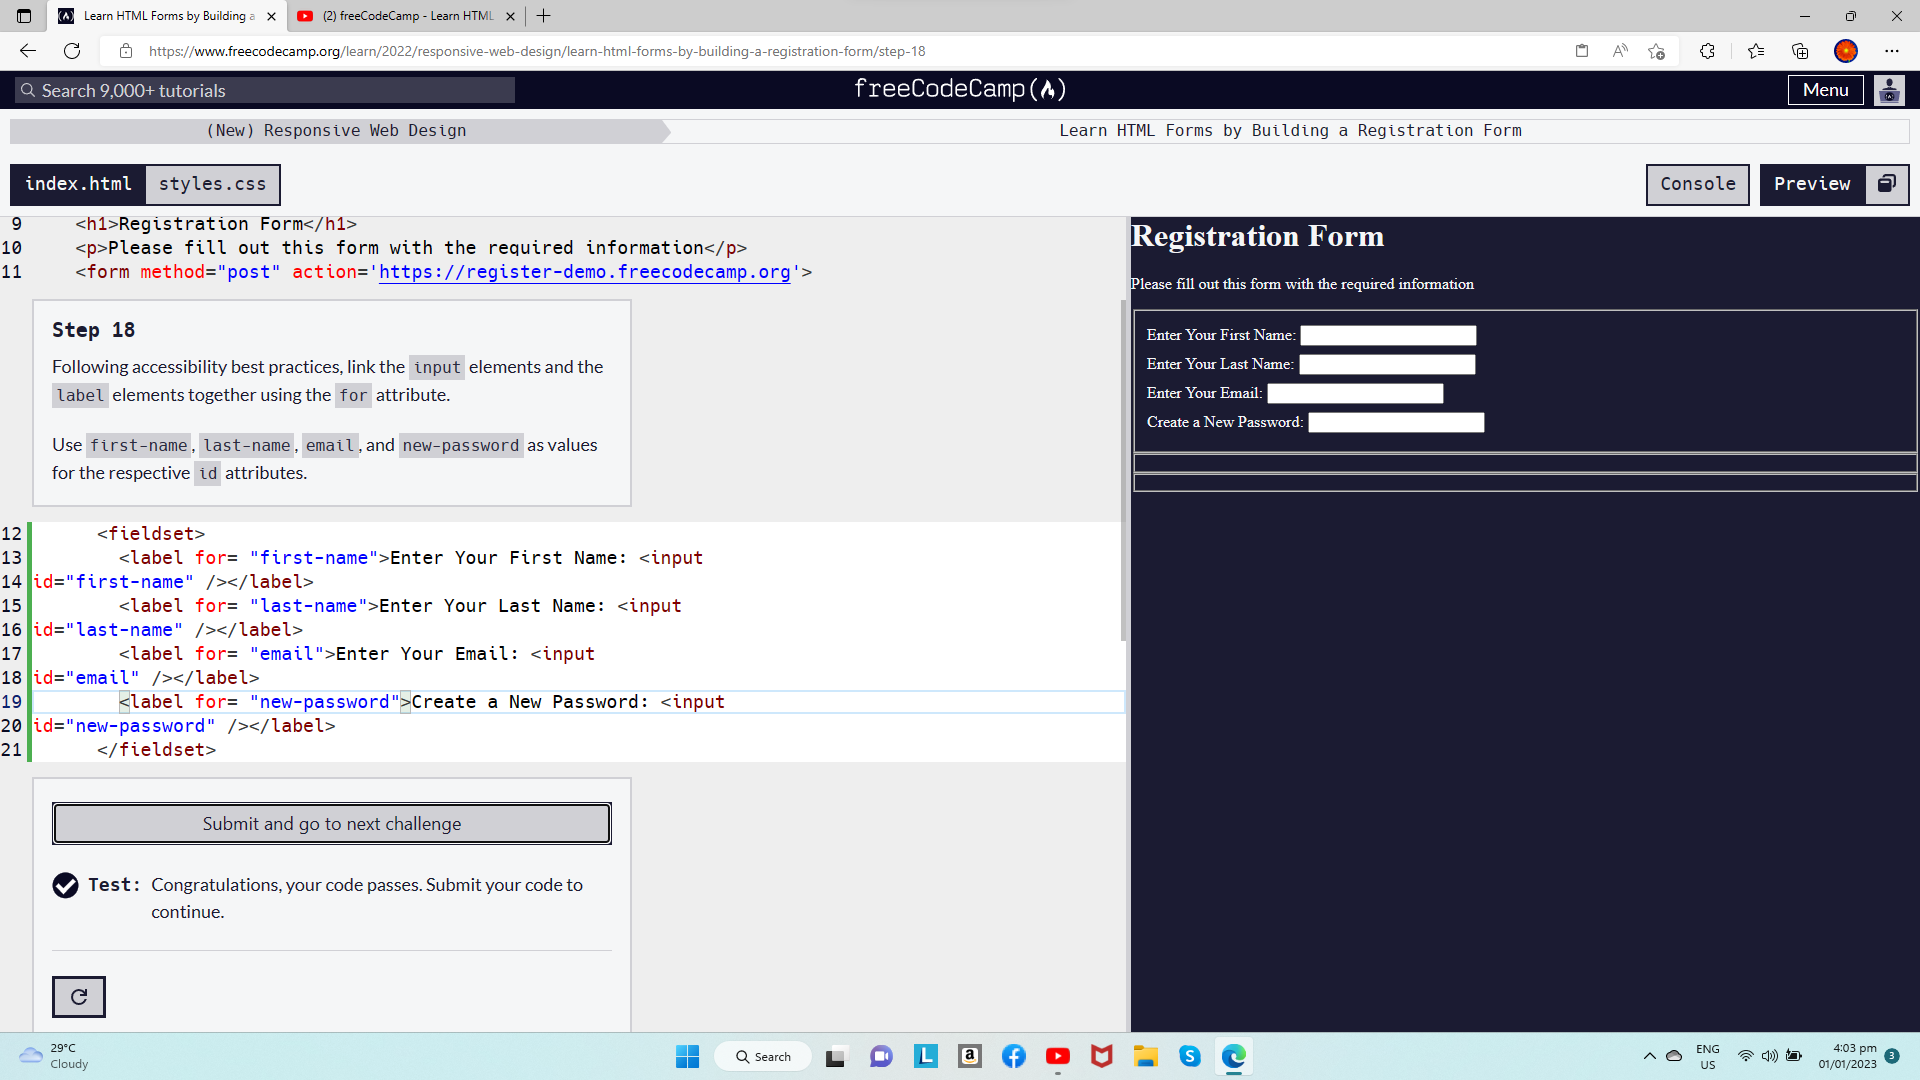 Learn HTML Forms by Building a
(2) freeCodeCamp - Learn HTML
https://www.freecodecamp.org/learn/2022/responsive-web-design/learn-html-forms-by-building-a-registration-form/step-18
Search 9,000+ tutorials
freeCodeCamp
Menu
(New) Responsive Web Design
Learn HTML Forms by Building a Registration Form
index.html
styles.css
Console
Preview
9 <h1>Registration Form</h1>
10 <p>Please fill out this form with the required information</p>
11 <form method="post" action='https://register-demo.freecodecamp.org'>
Step 18
Following accessibility best practices, link the input elements and the
label elements together using the for attribute.
Use first-name, last-name, email, and new-password as values
for the respective id attributes.
12 <fieldset>
13 <label for= "first-name">Enter Your First Name: <input
14 id="first-name" /></label>
15 <label for= "last-name">Enter Your Last Name: <input
16 id="last-name" /></label>
17 <label for= "email">Enter Your Email: <input
18 id="email" /></label>
19 <label for= "new-password">Create a New Password: <input
20 id="new-password" /></label>
21 </fieldset>
Submit and go to next challenge
Test: Congratulations, your code passes. Submit your code to
continue.
Registration Form
Please fill out this form with the required information
Enter Your First Name:
Enter Your Last Name:
Enter Your Email:
Create a New Password:
29°C
Cloudy
Search
ENG
US
4:03 pm
01/01/2023
3